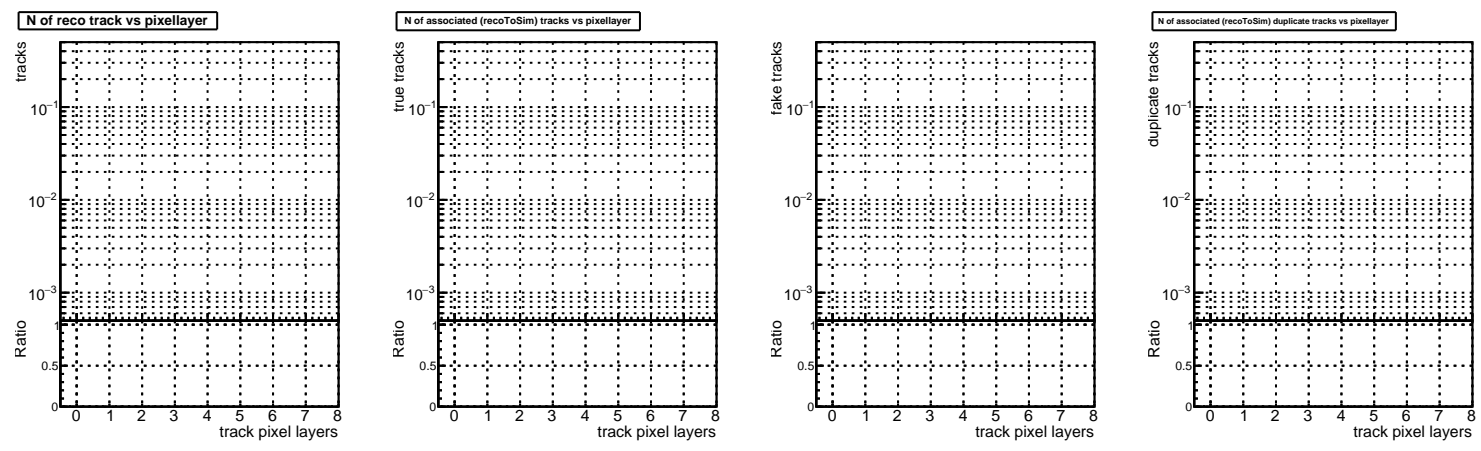 N of reco track vs pixellayer
tracks
10⁻¹
10⁻²
10⁻³
Ratio
1
0.5
0
0 1 2 3 4 5 6 7 8
track pixel layers
N of associated (recoToSim) tracks vs pixellayer
true tracks
10⁻¹
10⁻²
10⁻³
Ratio
1
0.5
0
0 1 2 3 4 5 6 7 8
track pixel layers
fake tracks
10⁻¹
10⁻²
10⁻³
Ratio
1
0.5
0
0 1 2 3 4 5 6 7 8
track pixel layers
N of associated (recoToSim) duplicate tracks vs pixellayer
duplicate tracks
10⁻¹
10⁻²
10⁻³
Ratio
1
0.5
0
0 1 2 3 4 5 6 7 8
track pixel layers